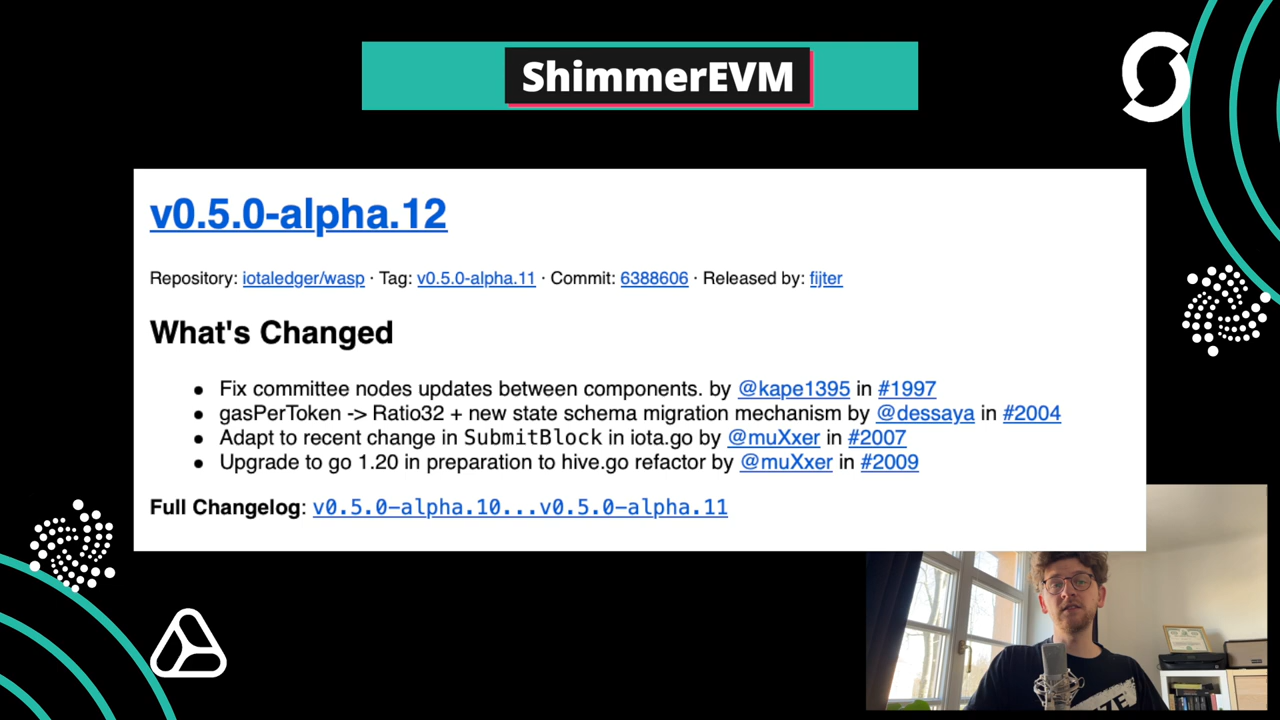 ShimmerEVM
v0.5.0-alpha.12
Repository: iotaledger/wasp · Tag: v0.5.0-alpha.11 · Commit: 6388606 · Released by: fijter
What's Changed
• Fix committee nodes updates between components. by @kape1395 in #1997
• gasPerToken -> Ratio32 + new state schema migration mechanism by @dessaya in #2004
• Adapt to recent change in SubmitBlock in iota.go by @muXxer in #2007
• Upgrade to go 1.20 in preparation to hive.go refactor by @muXxer in #2009
Full Changelog: v0.5.0-alpha.10...v0.5.0-alpha.11